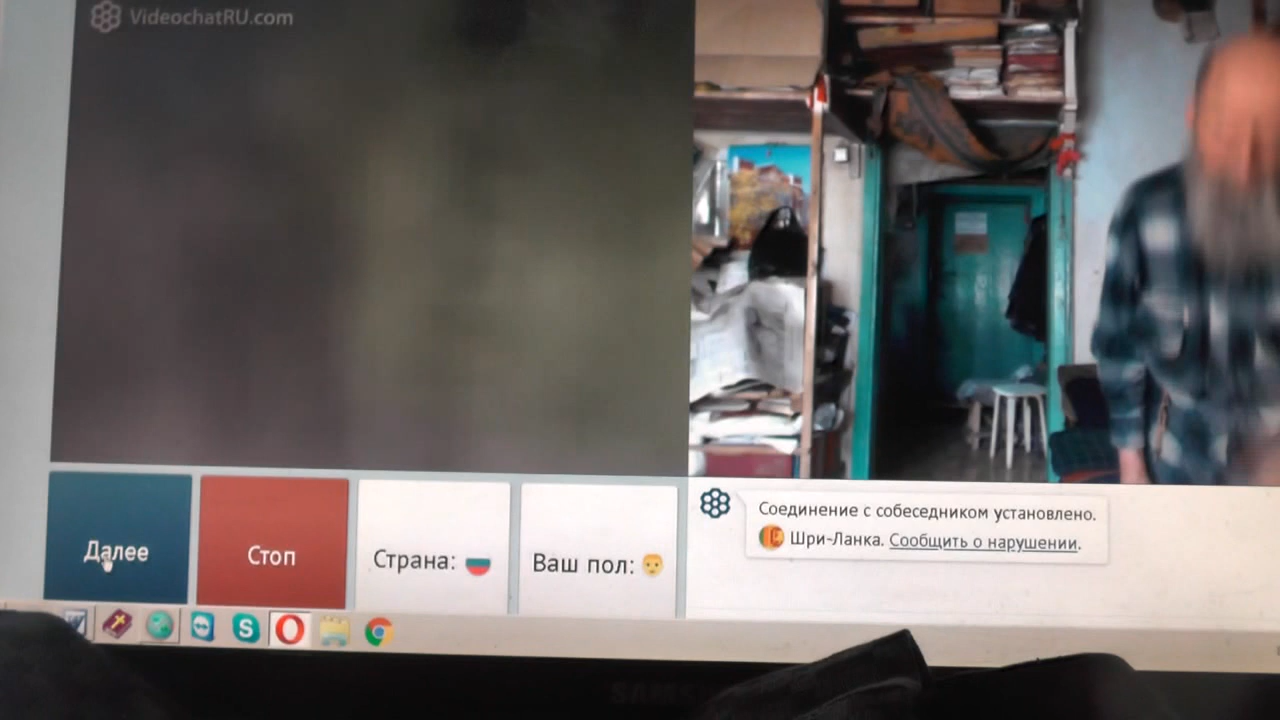 VideochatRU.com
Соединение с собеседником установлено.
Шри-Ланка. Сообщить о нарушении.
Далее
Стоп
Страна:
Ваш пол: